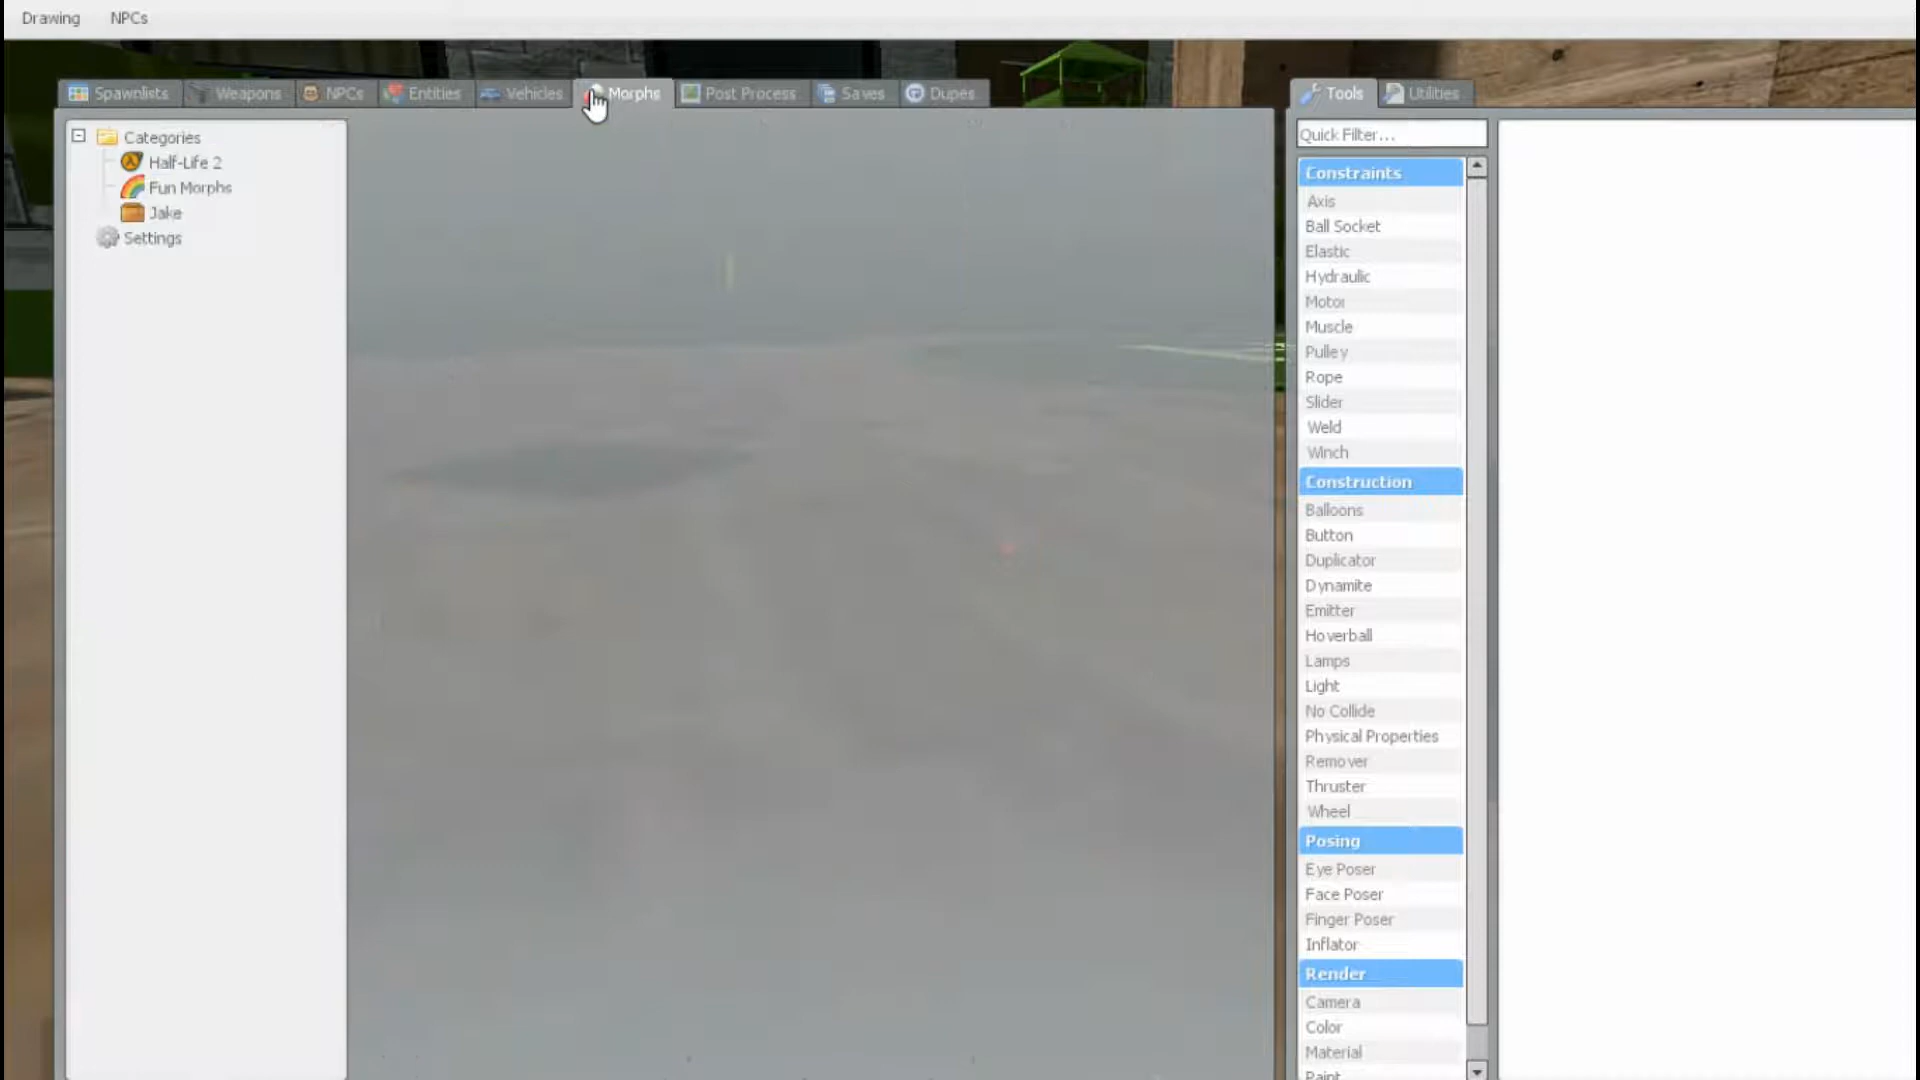 Drawing NPCs
Spawnlists Weapons NPCs Entities Vehicles Morphs Post Process Saves Dupes
Categories
Half-Life 2
Fun Morphs
Jake
Settings
Tools Utilities
Quick Filter...
Constraints
Axis
Ball Socket
Elastic
Hydraulic
Motor
Muscle
Pulley
Rope
Slider
Weld
Winch
Construction
Balloons
Button
Duplicator
Dynamite
Emitter
Hoverball
Lamps
Light
No Collide
Physical Properties
Remover
Thruster
Wheel
Posing
Eye Poser
Face Poser
Finger Poser
Inflator
Render
Camera
Color
Material
Paint